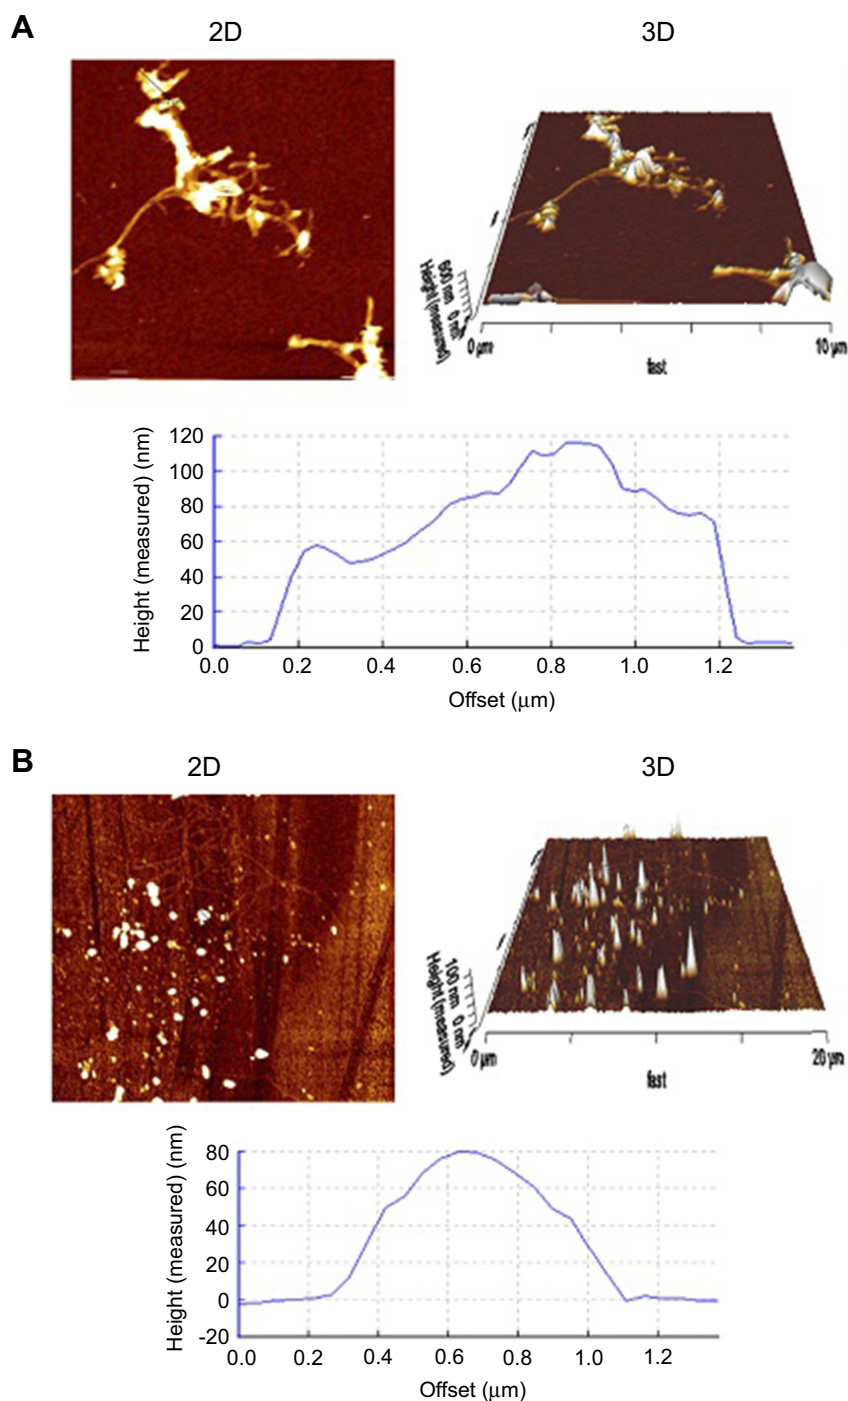 A
2D
3D
Height (measured)
0 nm
0 µm
10 µm
fast
120
100
80
60
40
20
0
Height (measured) (nm)
0.0 0.2 0.4 0.6 0.8 1.0 1.2
Offset (µm)
B
2D
3D
Height (measured)
100 nm
0 nm
0 µm
20 µm
fast
80
60
40
20
0
-20
Height (measured) (nm)
0.0 0.2 0.4 0.6 0.8 1.0 1.2
Offset (µm)